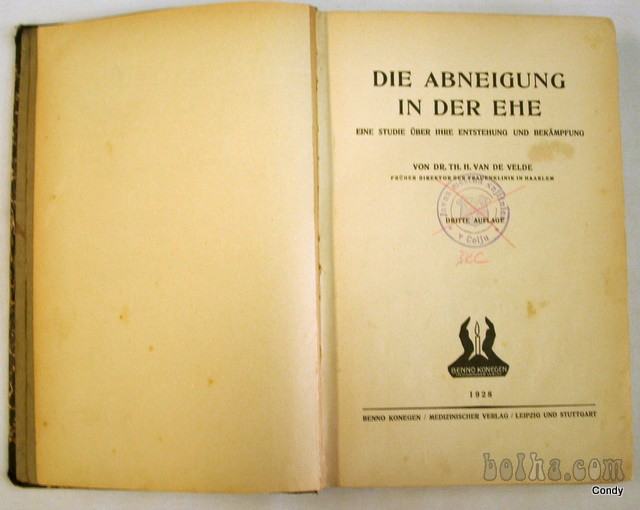 DIE ABNEIGUNG
IN DER EHE
EINE STUDIE ÜBER IHRE ENTSTEHUNG UND BEKÄMPFUNG
VON DR. TH. H. VAN DE VELDE
FRÜHER DIREKTOR DER FRAUENKLINIK IN HAARLEM
DRITTE AUFLAGE
v Celju
BENNO KONEGEN
1928
BENNO KONEGEN / MEDIZINISCHER VERLAG / LEIPZIG UND STUTTGART
bolha.com
Condy